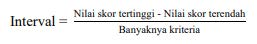 Interval = Nilai skor tertinggi - Nilai skor terendah
Banyaknya kriteria